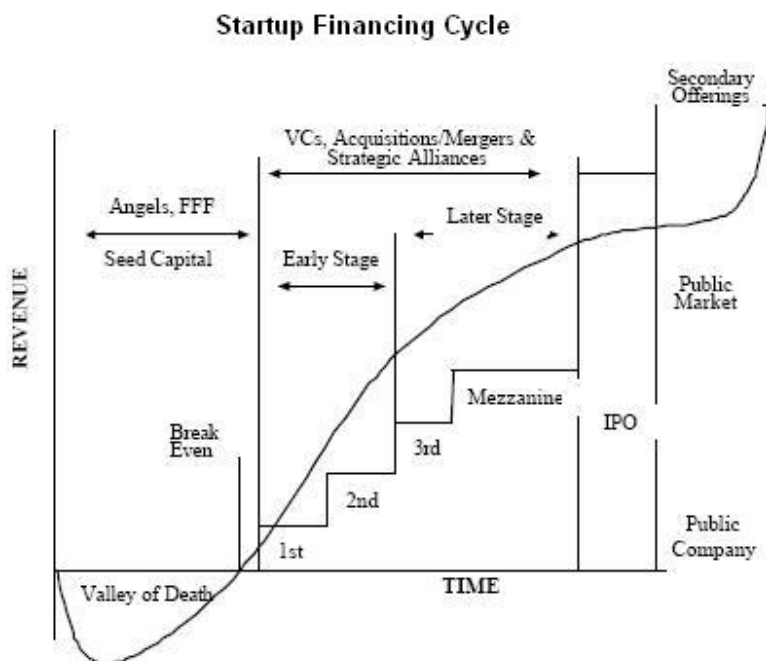 Startup Financing Cycle
Secondary
Offerings
VCs, Acquisitions/Mergers &
Strategic Alliances
Angels, FFF
Seed Capital
Early Stage
Later Stage
Public
Market
REVENUE
Break
Even
Mezzanine
IPO
3rd
2nd
1st
Public
Company
Valley of Death
TIME